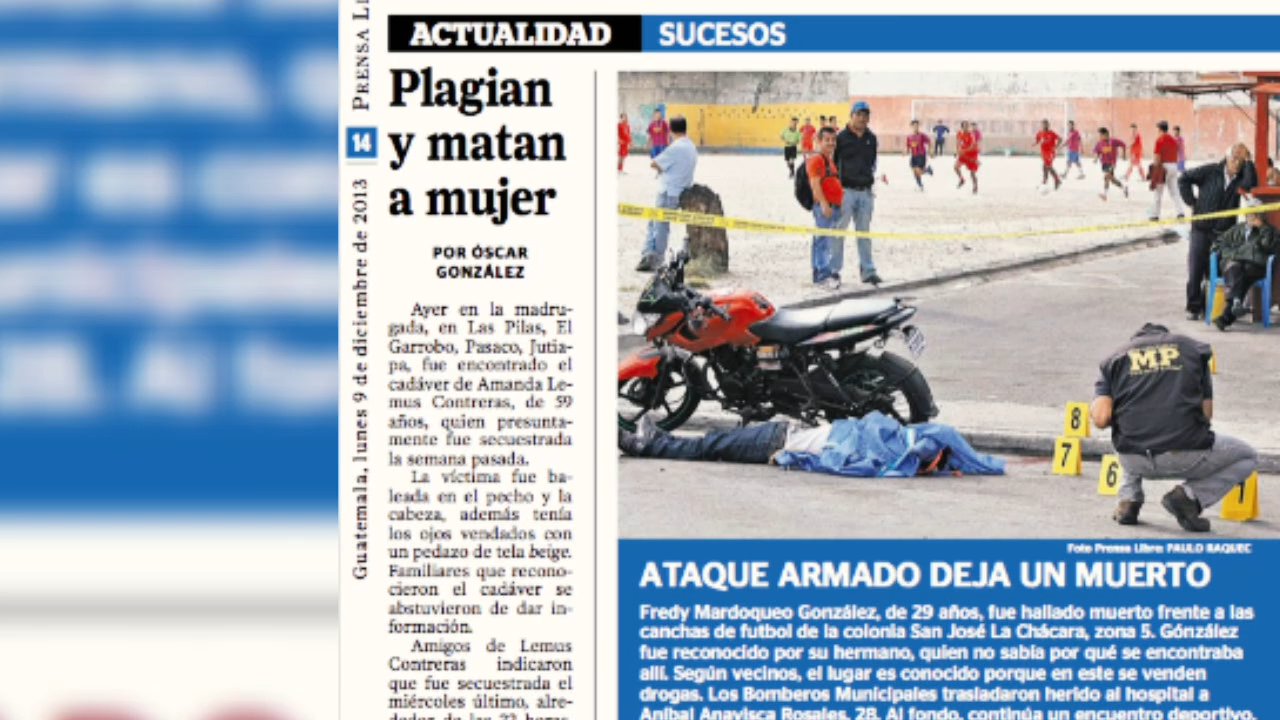 ACTUALIDAD SUCESOS
Guatemala, lunes 9 de diciembre de 2013 14 PRENSA
Plagian
y matan
a mujer
POR ÓSCAR
GONZÁLEZ
Ayer en la madru-
gada, en Las Pilas, El
Garrobo, Pasaco, Jutia-
pa, fue encontrado el
cadáver de Amanda Le-
mus Contreras, de 59
años, quien presunta-
mente fue secuestrada
la semana pasada.
La víctima fue ba-
leada en el pecho y la
cabeza, además tenía
los ojos vendados con
un pedazo de tela beige.
Familiares que recono-
cieron el cadáver se
abstuvieron de dar in-
formación.
Amigos de Lemus
Contreras indicaron
que fue secuestrada el
miércoles último, alre-
dedor de las 22 horas,
MP
8
7
6
1
Foto Prensa Libre: PAULO RAQUEC
ATAQUE ARMADO DEJA UN MUERTO
Fredy Mardoqueo González, de 29 años, fue hallado muerto frente a las
canchas de futbol de la colonia San José La Chácara, zona 5. Gónzález
fue reconocido por su hermano, quien no sabía por qué se encontraba
allí. Según vecinos, el lugar es conocido porque en este se venden
drogas. Los Bomberos Municipales trasladaron herido al hospital a
Aníbal Anavisca Rosales, 28. Al fondo, continúa un encuentro deportivo.